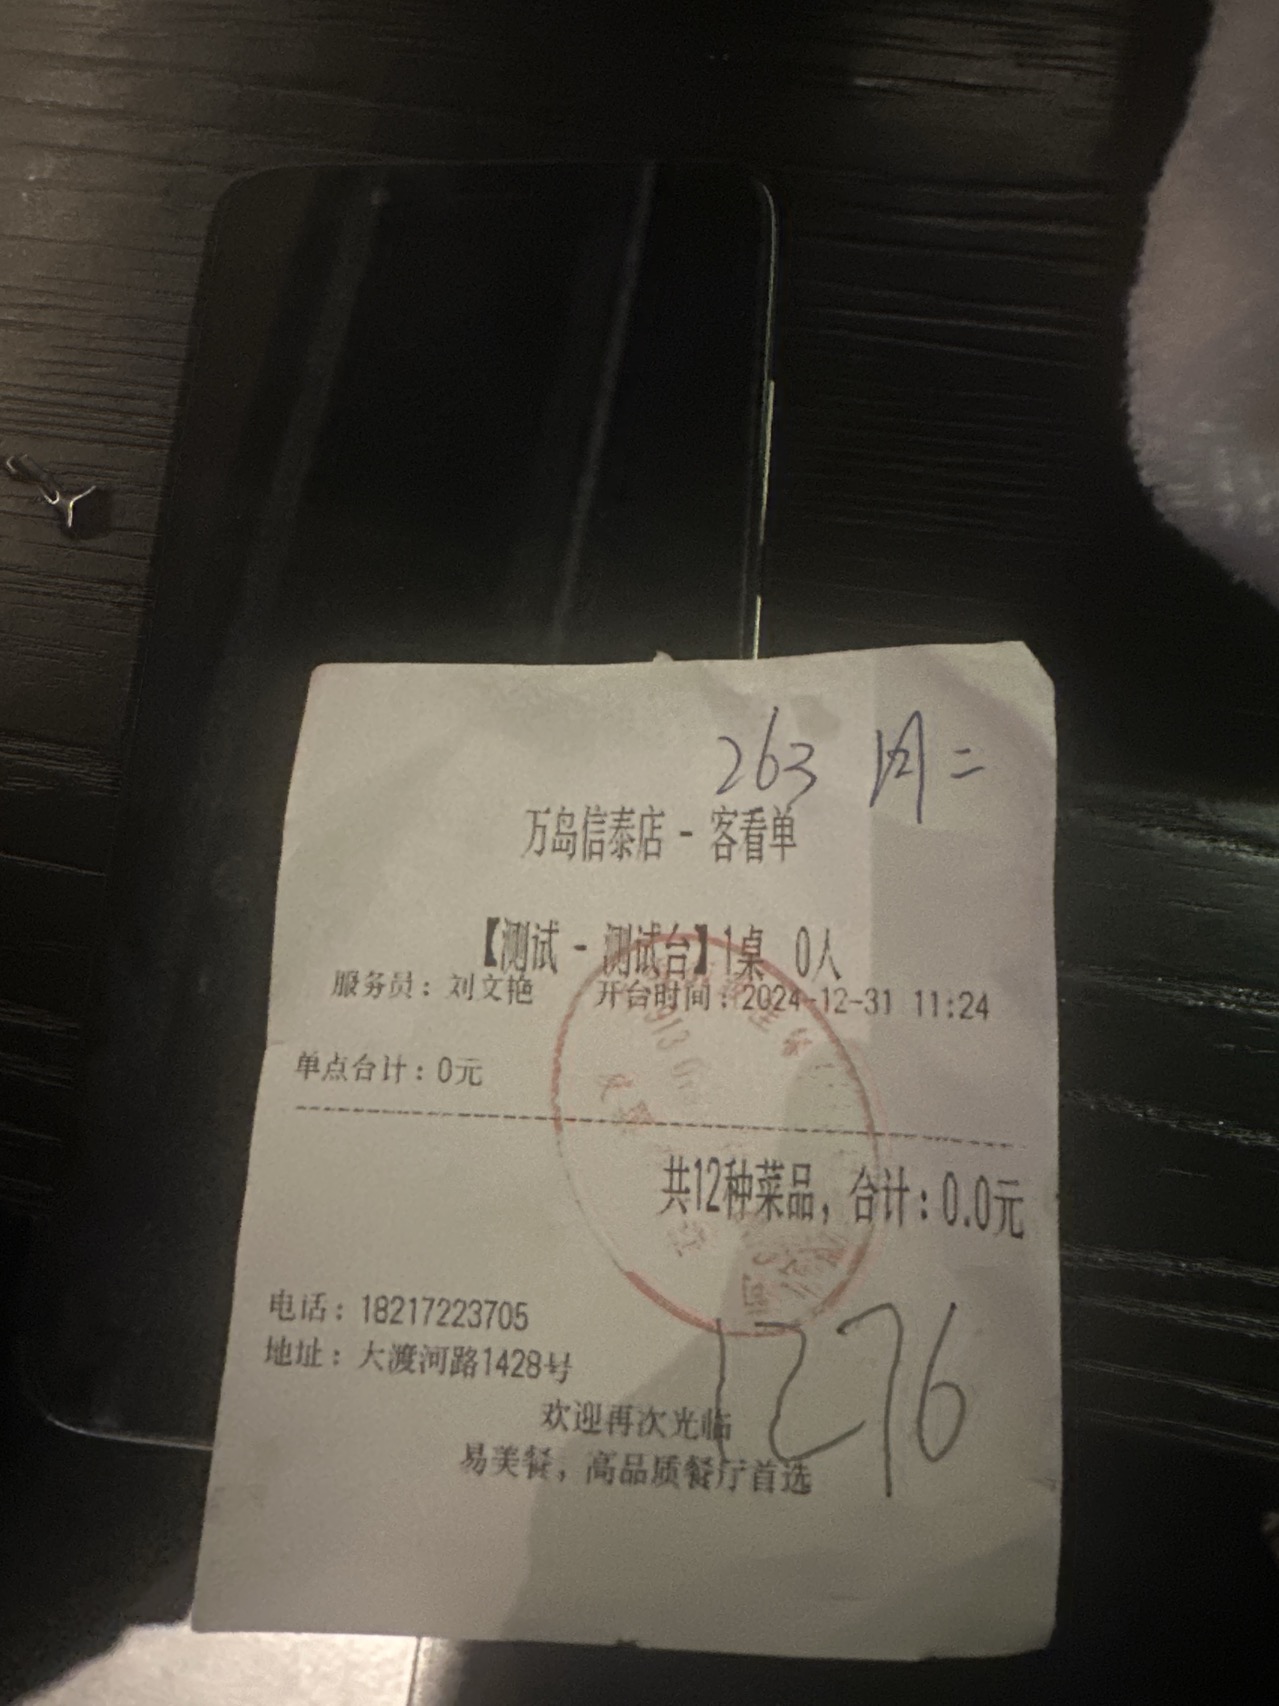 263 周二
万岛信泰店 - 客看单
【测试 - 测试台】1桌 0人
服务员：刘文艳 开台时间：2024-12-31 11:24
单点合计：0元
共12种菜品，合计：0.0元
电话：18217223705
地址：大渡河路1428号
1276
欢迎再次光临
易美餐，高品质餐厅首选